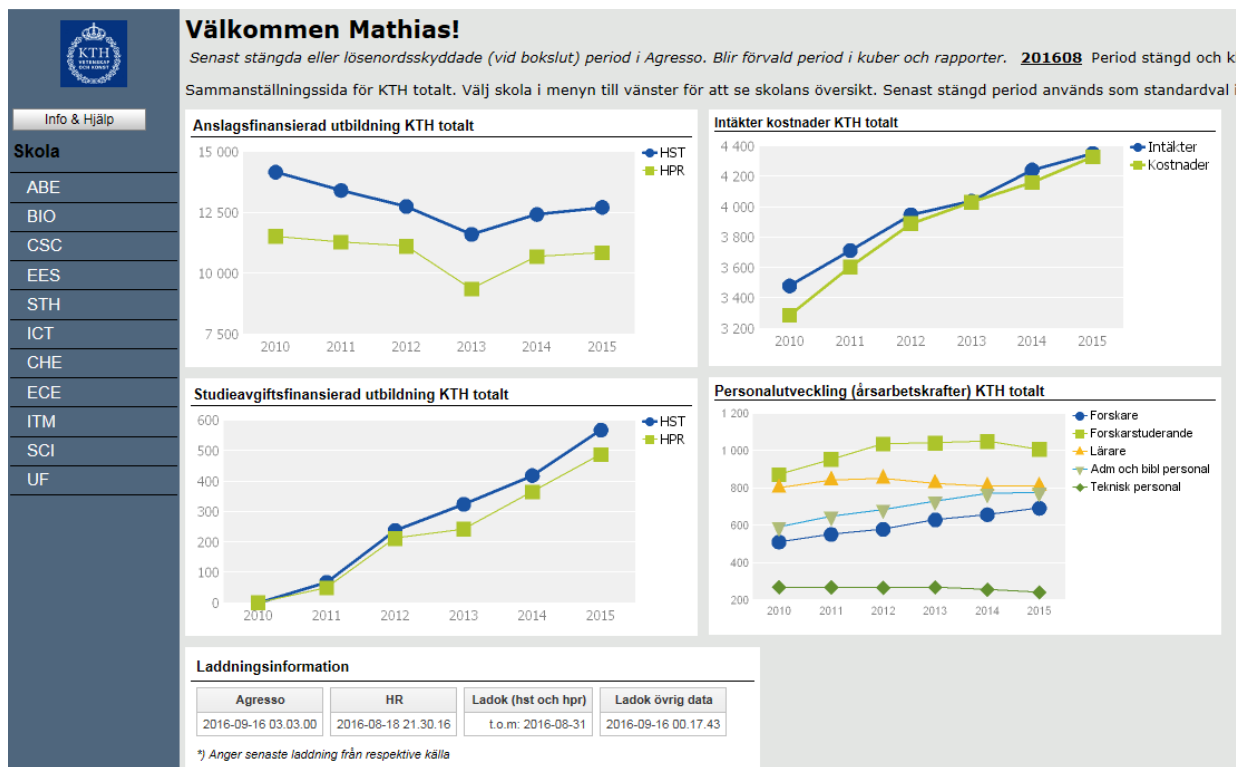 KTH
VETENSKAP
OCH KONST
Info & Hjälp
Skola
ABE
BIO
CSC
EES
STH
ICT
CHE
ECE
ITM
SCI
UF
Välkommen Mathias!
Senast stängda eller lösenordsskyddade (vid bokslut) period i Agresso. Blir förvald period i kuber och rapporter. 201608 Period stängd och k
Sammanställningssida för KTH totalt. Välj skola i menyn till vänster för att se skolans översikt. Senast stängd period används som standardval i
Anslagsfinansierad utbildning KTH totalt
15 000
12 500
10 000
7 500
2010 2011 2012 2013 2014 2015
HST
HPR
Intäkter kostnader KTH totalt
4 400
4 200
4 000
3 800
3 600
3 400
3 200
2010 2011 2012 2013 2014 2015
Intäkter
Kostnader
Studieavgiftsfinansierad utbildning KTH totalt
600
500
400
300
200
100
0
2010 2011 2012 2013 2014 2015
HST
HPR
Personalutveckling (årsarbetskrafter) KTH totalt
1 200
1 000
800
600
400
200
2010 2011 2012 2013 2014 2015
Forskare
Forskarstuderande
Lärare
Adm och bibl personal
Teknisk personal
Laddningsinformation
Agresso HR Ladok (hst och hpr) Ladok övrig data
2016-09-16 03.03.00 2016-08-18 21.30.16 t.o.m: 2016-08-31 2016-09-16 00.17.43
*) Anger senaste laddning från respektive källa